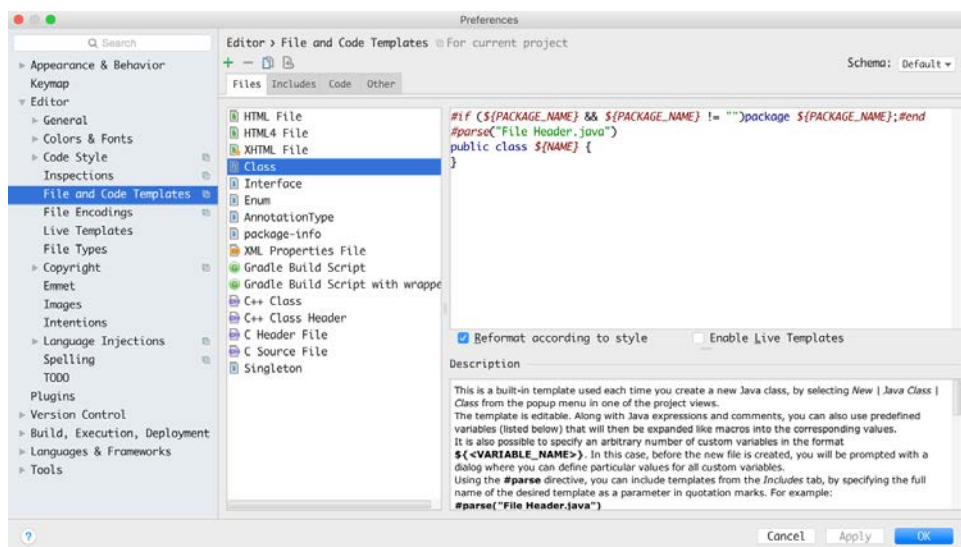 Preferences
Search
Appearance & Behavior
Keymap
Editor
General
Colors & Fonts
Code Style
Inspections
File and Code Templates
File Encodings
Live Templates
File Types
Copyright
Emmet
Images
Intentions
Language Injections
Spelling
TODO
Plugins
Version Control
Build, Execution, Deployment
Languages & Frameworks
Tools
Editor › File and Code Templates For current project
Schema: Default
Files Includes Code Other
HTML File
HTML4 File
XHTML File
Class
Interface
Enum
AnnotationType
package-info
XML Properties File
Gradle Build Script
Gradle Build Script with wrappe
C++ Class
C++ Class Header
C Header File
C Source File
Singleton
#if (${PACKAGE_NAME} && ${PACKAGE_NAME} != "")package ${PACKAGE_NAME};#end
#parse("File Header.java")
public class ${NAME} {
}
Reformat according to style Enable Live Templates
Description
This is a built-in template used each time you create a new Java class, by selecting New | Java Class |
Class from the popup menu in one of the project views.
The template is editable. Along with Java expressions and comments, you can also use predefined
variables (listed below) that will then be expanded like macros into the corresponding values.
It is also possible to specify an arbitrary number of custom variables in the format
${<VARIABLE_NAME>}. In this case, before the new file is created, you will be prompted with a
dialog where you can define particular values for all custom variables.
Using the #parse directive, you can include templates from the Includes tab, by specifying the full
name of the desired template as a parameter in quotation marks. For example:
#parse("File Header.java")
? Cancel Apply OK